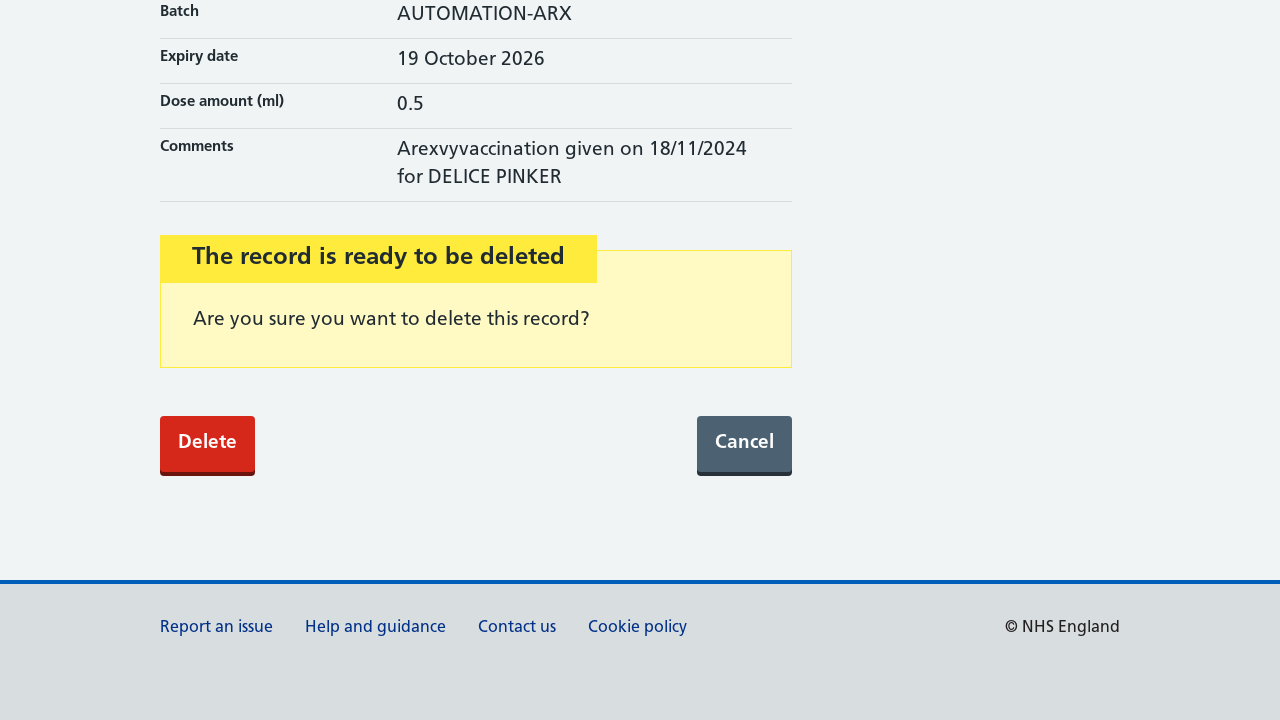 Batch
AUTOMATION-ARX
Expiry date
19 October 2026
Dose amount (ml)
0.5
Comments
Arexvyvaccination given on 18/11/2024
for DELICE PINKER
The record is ready to be deleted
Are you sure you want to delete this record?
Delete
Cancel
Report an issue
Help and guidance
Contact us
Cookie policy
© NHS England